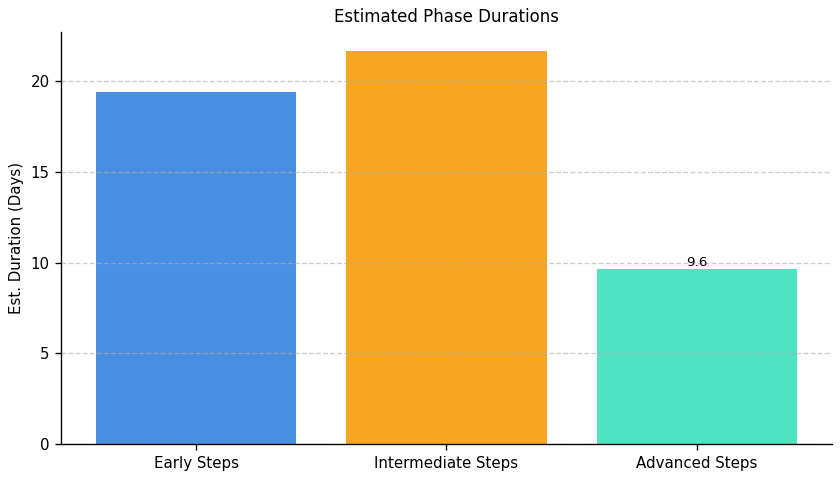 Estimated Phase Durations
Est. Duration (Days)
20
15
10
5
0
9.6
Early Steps
Intermediate Steps
Advanced Steps